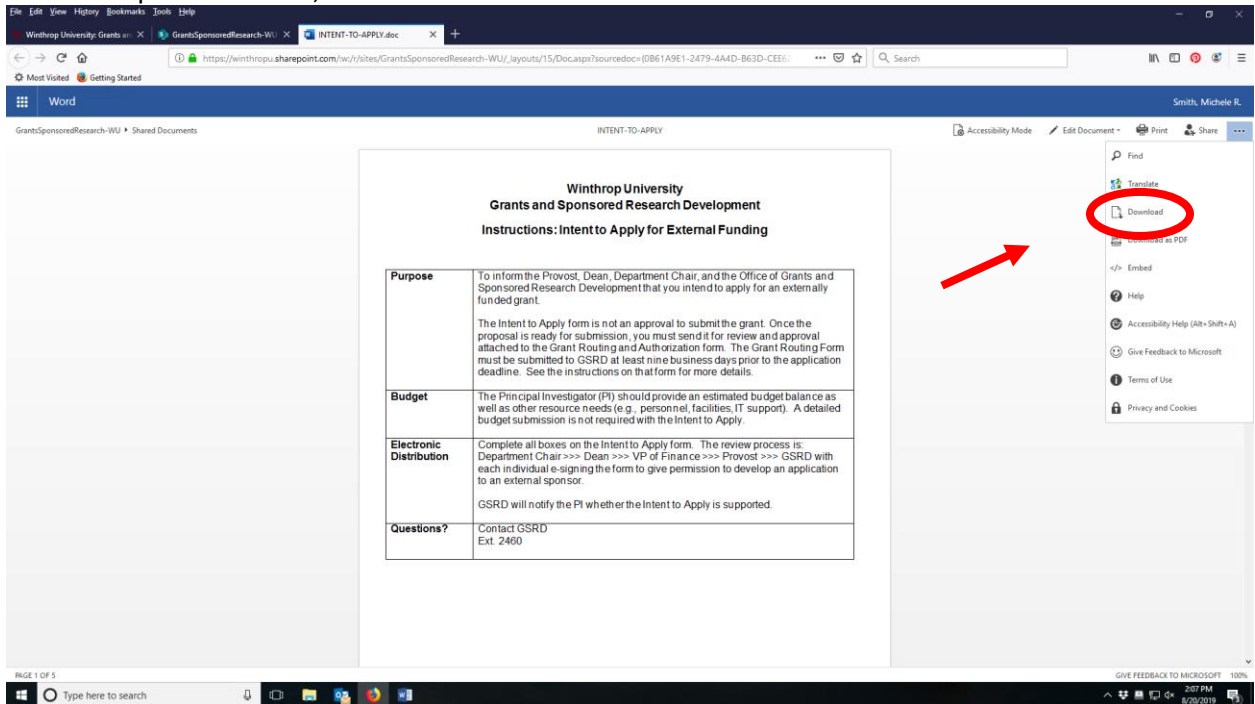 File Edit View History Bookmarks Tools Help
Winthrop University: Grants an
GrantsSponsoredResearch-WU
INTENT-TO-APPLY.doc
https://winthropu.sharepoint.com/:w:/r/sites/GrantsSponsoredResearch-WU/_layouts/15/Doc.aspx?sourcedoc=
Search
Most Visited Getting Started
Word
Smith, Michele R.
GrantsSponsoredResearch-WU ▸ Shared Documents
INTENT-TO-APPLY
Accessibility Mode Edit Document Print Share ...
Find
Translate
Download
Download as PDF
</> Embed
Help
Accessibility Help (Alt+Shift+A)
Give Feedback to Microsoft
Terms of Use
Privacy and Cookies
Winthrop University
Grants and Sponsored Research Development
Instructions: Intent to Apply for External Funding
Purpose
To inform the Provost, Dean, Department Chair, and the Office of Grants and
Sponsored Research Development that you intend to apply for an externally
funded grant.
The Intent to Apply form is not an approval to submit the grant. Once the
proposal is ready for submission, you must send it for review and approval
attached to the Grant Routing and Authorization form. The Grant Routing Form
must be submitted to GSRD at least nine business days prior to the application
deadline. See the instructions on that form for more details.
Budget
The Principal Investigator (PI) should provide an estimated budget balance as
well as other resource needs (e.g., personnel, facilities, IT support). A detailed
budget submission is not required with the Intent to Apply.
Electronic
Distribution
Complete all boxes on the Intent to Apply form. The review process is:
Department Chair >>> Dean >>> VP of Finance >>> Provost >>> GSRD with
each individual e-signing the form to give permission to develop an application
to an external sponsor.
GSRD will notify the PI whether the Intent to Apply is supported.
Questions?
Contact GSRD
Ext. 2460
PAGE 1 OF 5
GIVE FEEDBACK TO MICROSOFT 100%
Type here to search
2:07 PM
8/20/2019